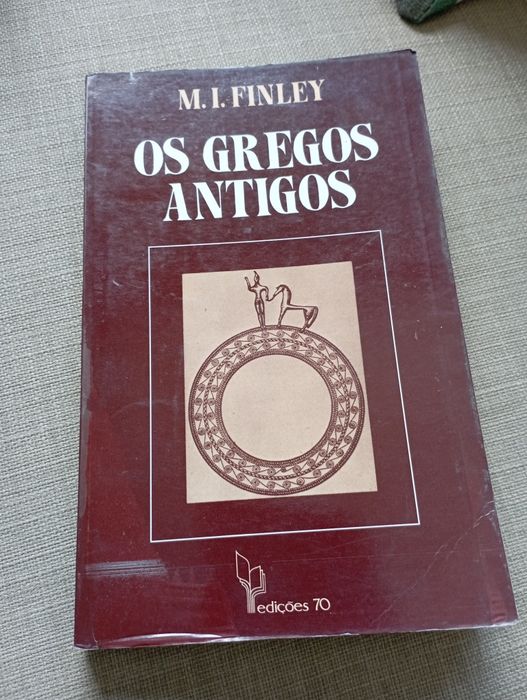 M. I. FINLEY
OS GREGOS
ANTIGOS
edições 70